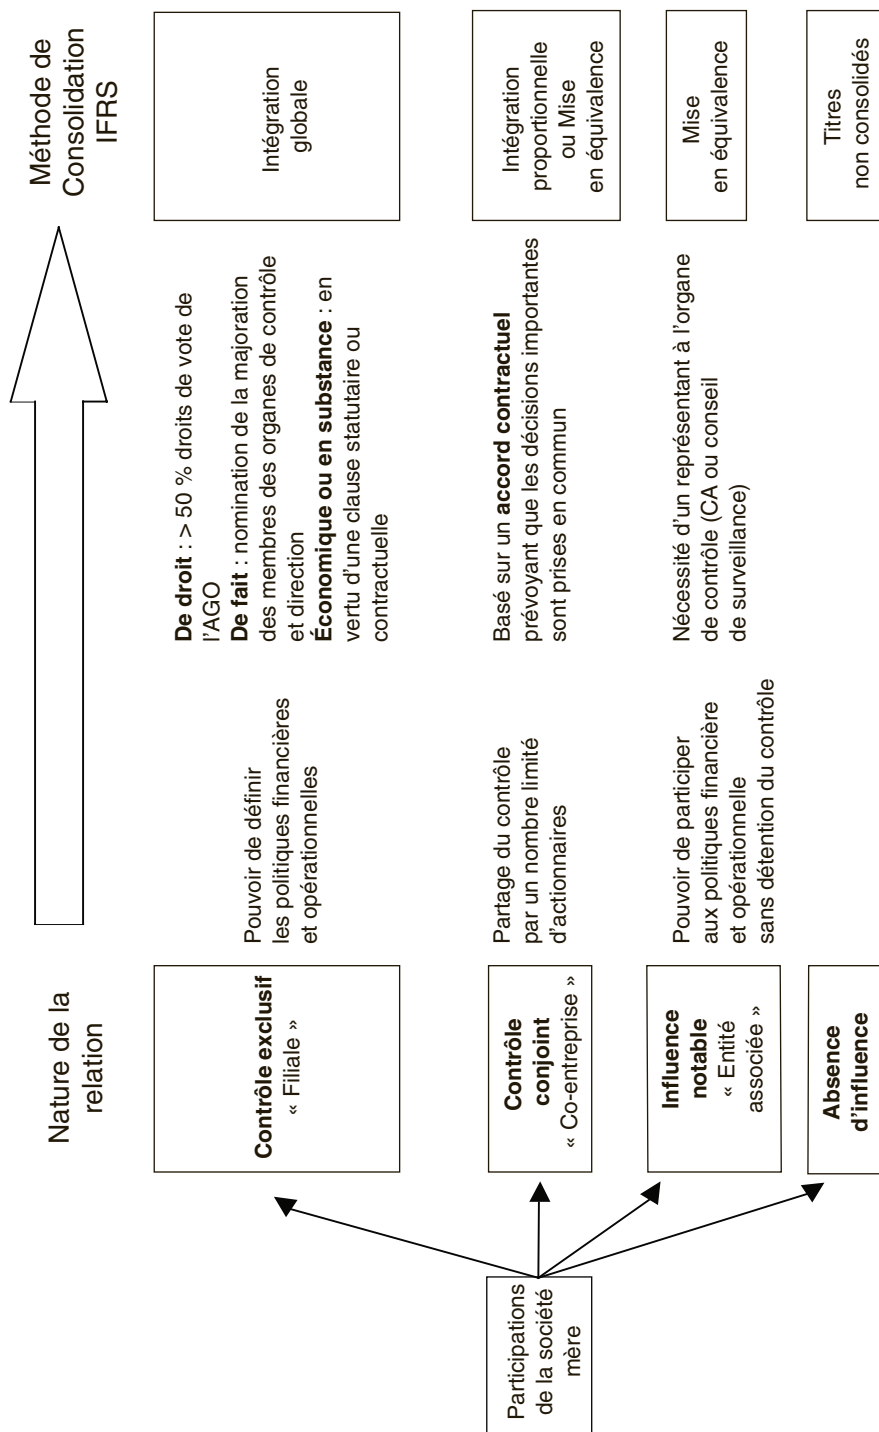 Nature de la
relation
Méthode de
Consolidation
IFRS
Participations
de la société
mère
Contrôle exclusif
« Filiale »
Pouvoir de définir
les politiques financières
et opérationnelles
De droit : > 50 % droits de vote de
l’AGO
De fait : nomination de la majoration
des membres des organes de contrôle
et direction
Économique ou en substance : en
vertu d’une clause statutaire ou
contractuelle
Intégration
globale
Contrôle
conjoint
« Co-entreprise »
Partage du contrôle
par un nombre limité
d’actionnaires
Basé sur un accord contractuel
prévoyant que les décisions importantes
sont prises en commun
Intégration
proportionnelle
ou Mise
en équivalence
Influence
notable
« Entité
associée »
Pouvoir de participer
aux politiques financière
et opérationnelle
sans détention du contrôle
Nécessité d’un représentant à l’organe
de contrôle (CA ou conseil
de surveillance)
Mise
en équivalence
Absence
d’influence
Titres
non consolidés